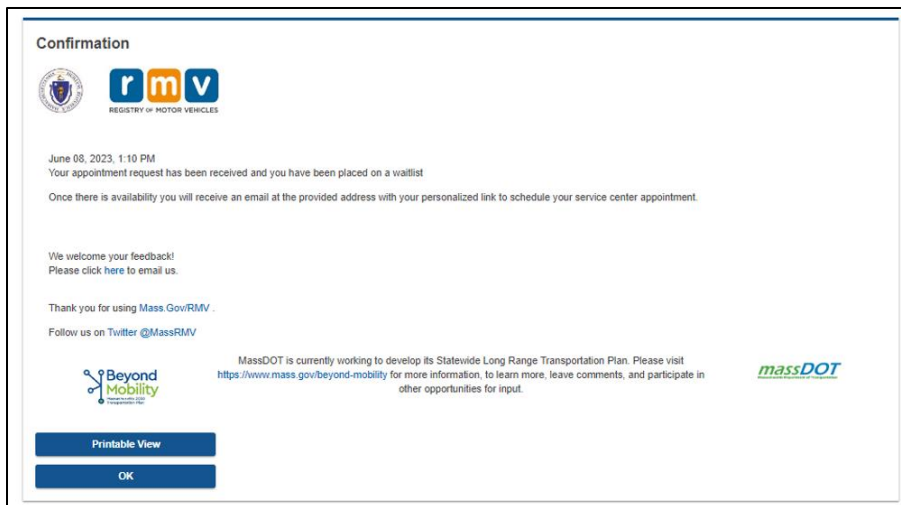 Confirmation
rmv
REGISTRY OF MOTOR VEHICLES
June 08, 2023, 1:10 PM
Your appointment request has been received and you have been placed on a waitlist
Once there is availability you will receive an email at the provided address with your personalized link to schedule your service center appointment.
We welcome your feedback!
Please click here to email us.
Thank you for using Mass.Gov/RMV .
Follow us on Twitter @MassRMV
Beyond
Mobility
MassDOT is currently working to develop its Statewide Long Range Transportation Plan. Please visit
https://www.mass.gov/beyond-mobility for more information, to learn more, leave comments, and participate in
other opportunities for input.
massDOT
Printable View
OK